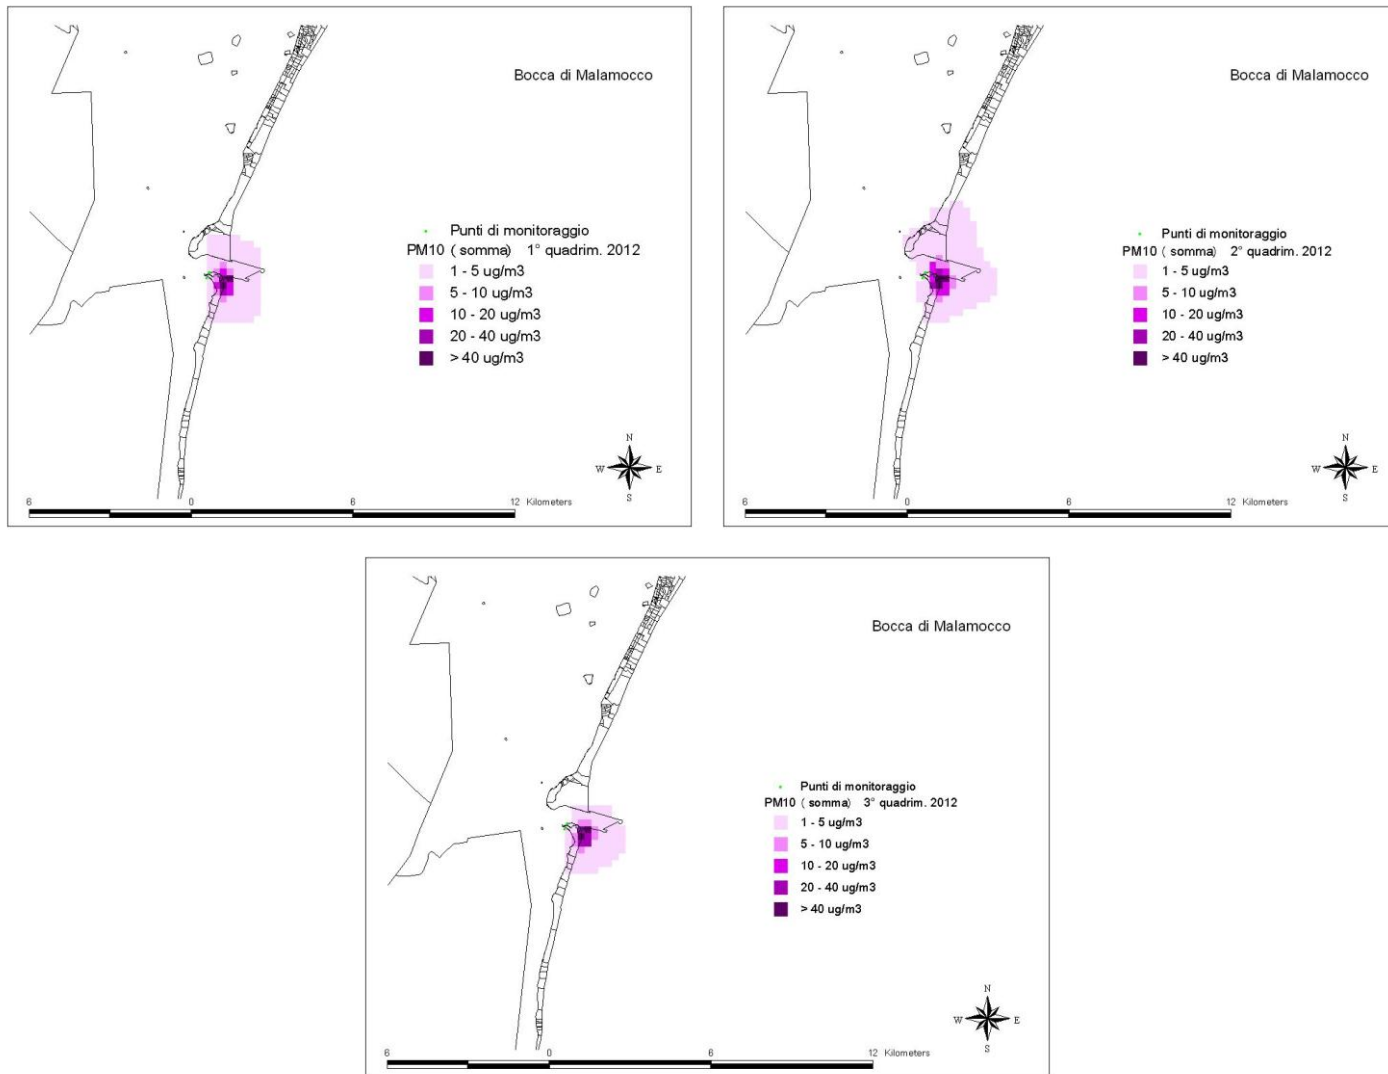 Bocca di Malamocco
Punti di monitoraggio
PM10 ( somma) 1° quadrim. 2012
1 - 5 ug/m3
5 - 10 ug/m3
10 - 20 ug/m3
20 - 40 ug/m3
> 40 ug/m3
N
W E
S
6 0 6 12 Kilometers
Bocca di Malamocco
Punti di monitoraggio
PM10 ( somma) 2° quadrim. 2012
1 - 5 ug/m3
5 - 10 ug/m3
10 - 20 ug/m3
20 - 40 ug/m3
> 40 ug/m3
N
W E
S
6 0 6 12 Kilometers
Bocca di Malamocco
Punti di monitoraggio
PM10 ( somma) 3° quadrim. 2012
1 - 5 ug/m3
5 - 10 ug/m3
10 - 20 ug/m3
20 - 40 ug/m3
> 40 ug/m3
N
W E
S
6 0 6 12 Kilometers